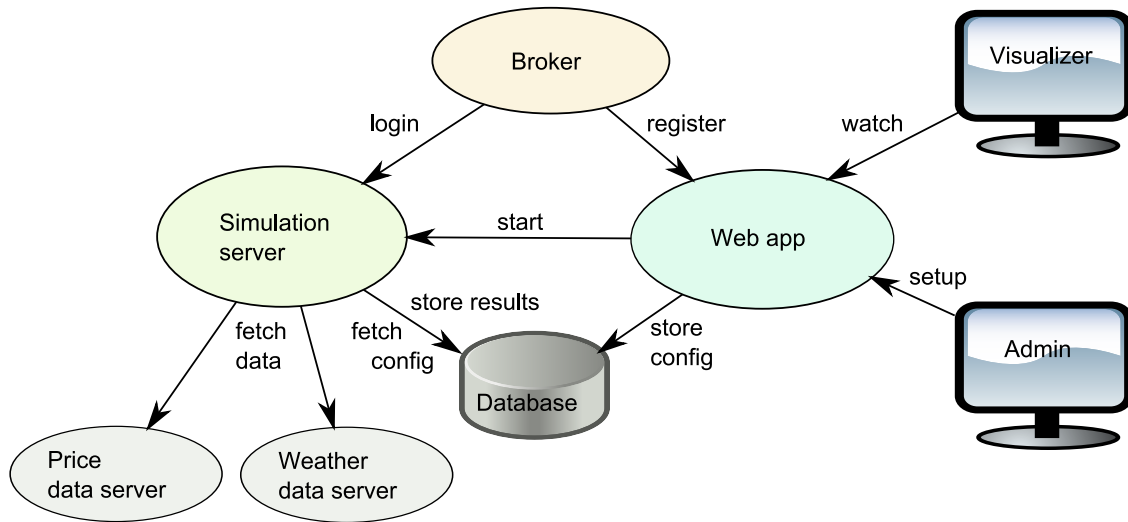 Broker
Visualizer
login
register
watch
Simulation
server
start
Web app
setup
store results
fetch
data
fetch
config
store
config
Admin
Database
Price
data server
Weather
data server